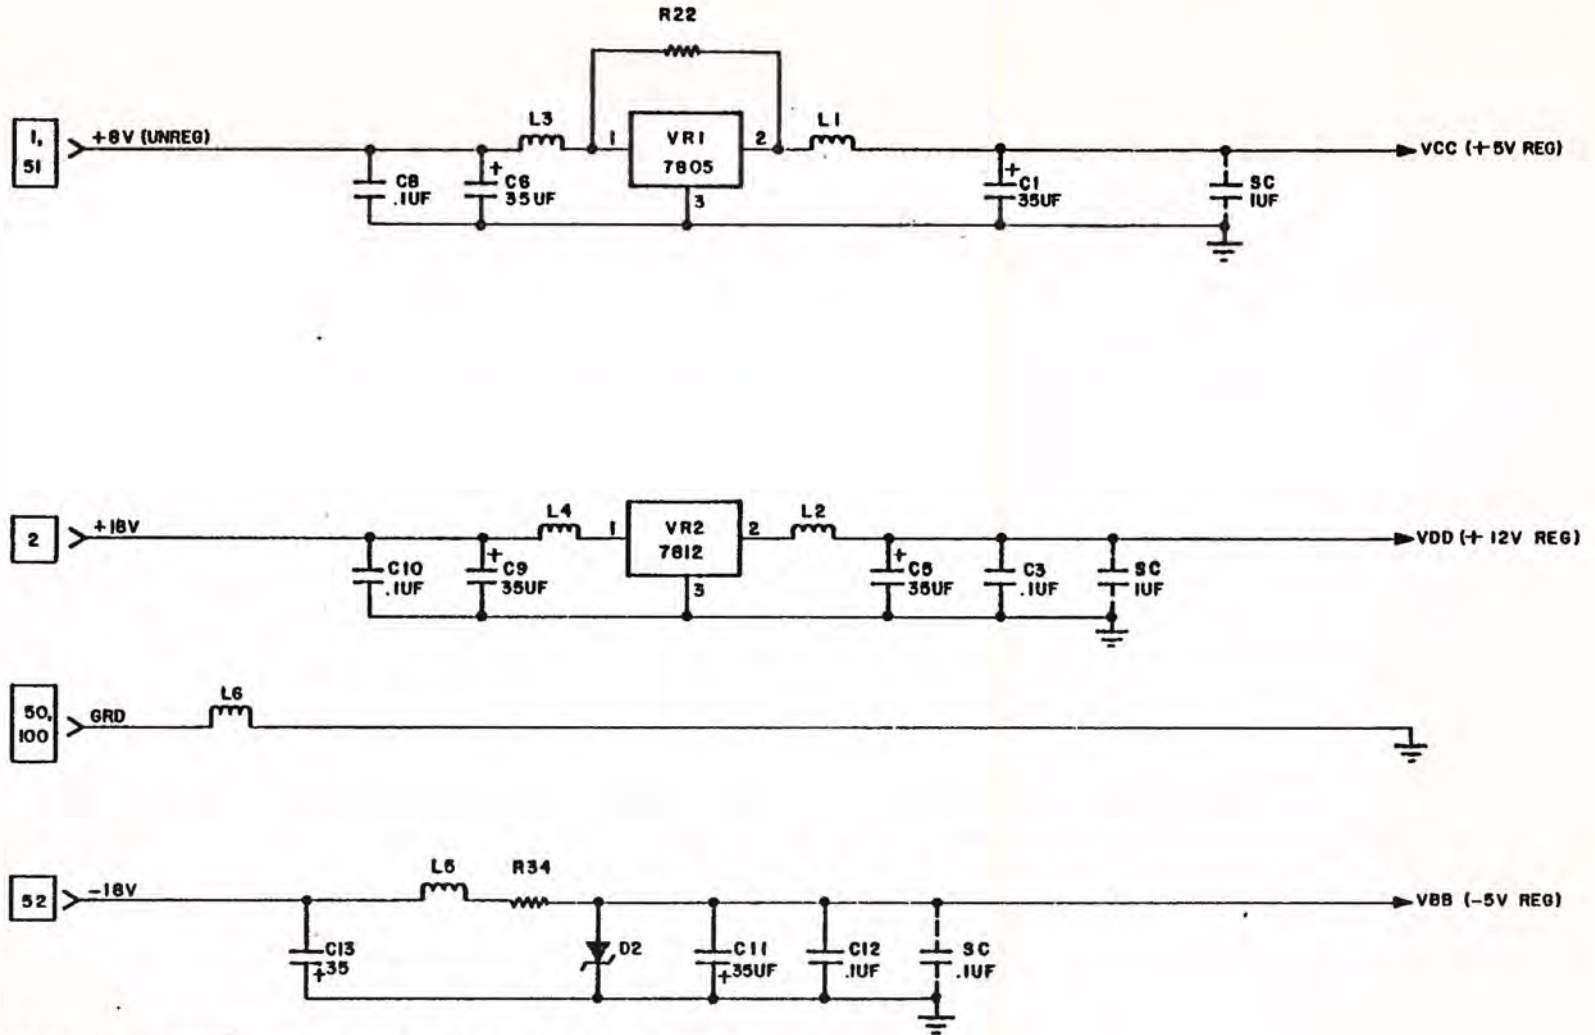 R22
1,
51
+8V (UNREG)
L3
1
VR1
7805
2
3
L1
C8
.1UF
+
C6
35UF
+
C1
35UF
SC
1UF
VCC (+5V REG)
2
+18V
L4
1
VR2
7812
2
3
L2
C10
.1UF
+
C9
35UF
+
C5
35UF
C3
.1UF
SC
1UF
VDD (+ 12V REG)
50,
100
GRD
L6
52
-18V
L5
R34
C13
+35
D2
C11
+35UF
C12
.1UF
SC
.1UF
VBB (-5V REG)